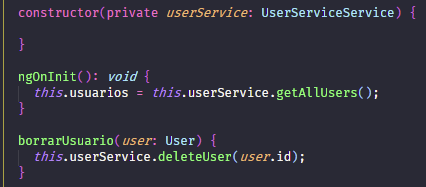 constructor(private userService: UserServiceService) {
}
ngOnInit(): void {
this.usuarios = this.userService.getAllUsers();
}
borrarUsuario(user: User) {
this.userService.deleteUser(user.id);
}